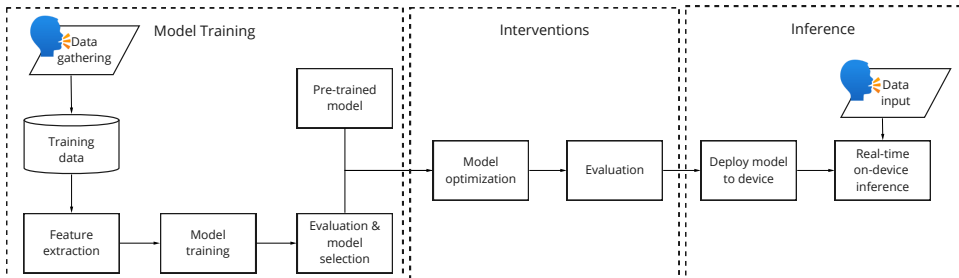 Model Training
Data
gathering
Training
data
Feature
extraction
Model
training
Evaluation &
model
selection
Pre-trained
model
Interventions
Model
optimization
Evaluation
Inference
Deploy model
to device
Data
input
Real-time
on-device
inference